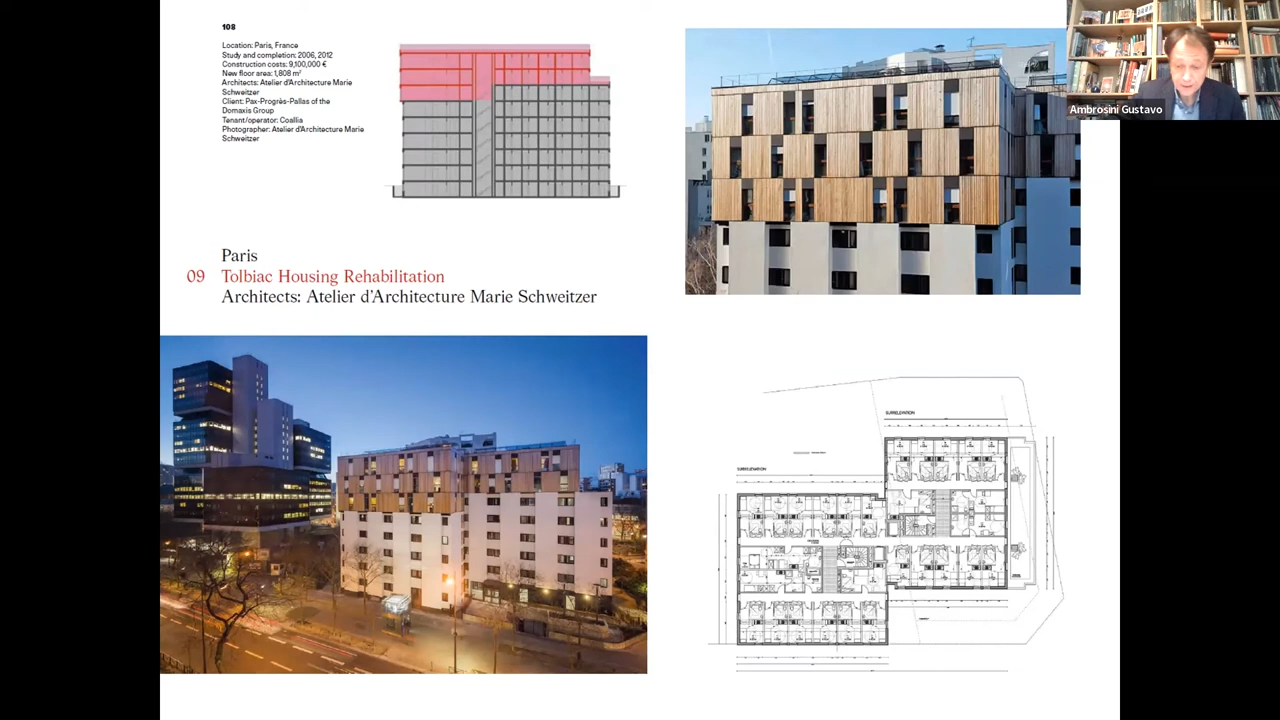 108
Location: Paris, France
Study and completion: 2006, 2012
Construction costs: 9,100,000 €
New floor area: 1,808 m²
Architects: Atelier d'Architecture Marie
Schweitzer
Client: Pax-Progrès-Pallas of the
Domaxis Group
Tenant/operator: Coallia
Photographer: Atelier d'Architecture Marie
Schweitzer
Ambrosini Gustavo
Paris
09 Tolbiac Housing Rehabilitation
Architects: Atelier d'Architecture Marie Schweitzer
SURELEVATION
SURELEVATION